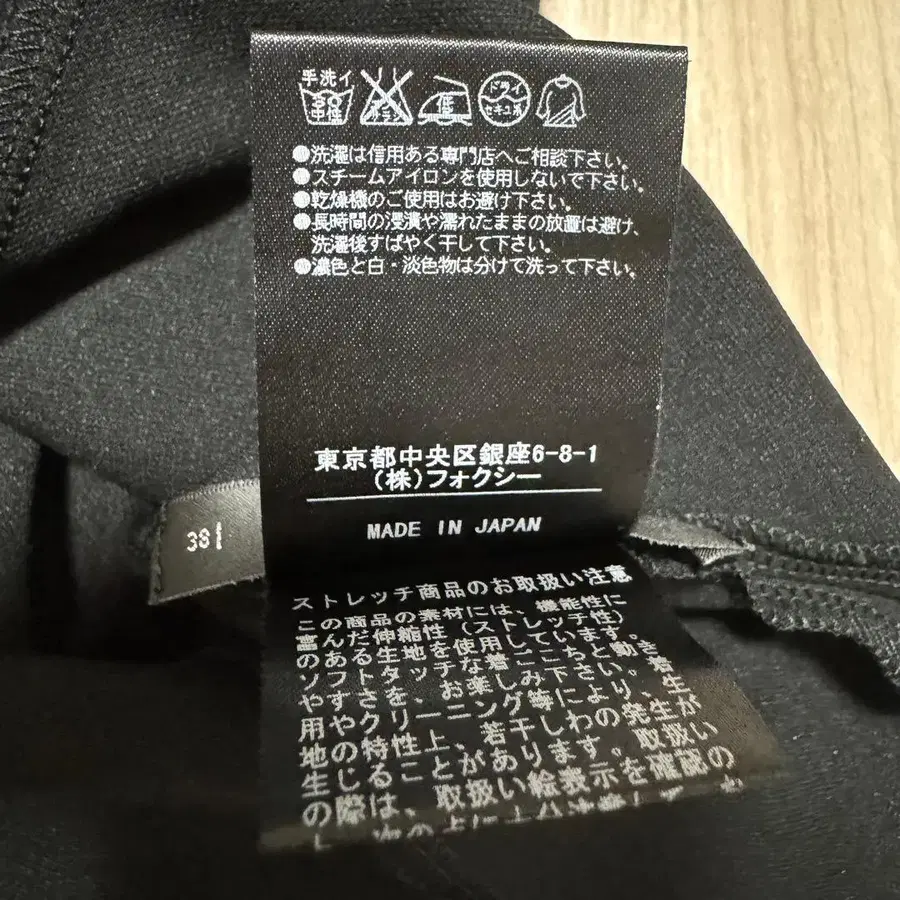 手洗イ
30
中性
低
ドライ
セキユ系
●洗濯は信用ある専門店へご相談下さい。
●スチームアイロンを使用しないで下さい。
●乾燥機のご使用はお避け下さい。
●長時間の浸漬や濡れたままの放置は避け、
洗濯後すばやく干して下さい。
●濃色と白・淡色物は分けて洗って下さい。
東京都中央区銀座6-8-1
(株)フォクシー
MADE IN JAPAN
38
ストレッチ商品のお取扱い注意
この商品の素材には、機能性に
富んだ伸縮性(ストレッチ性)
のある生地を使用しています。
ソフトタッチな着ごこちと動き
やすさを、お楽しみ下さい。着
用やクリーニング等により、生
地の特性上、若干しわの発生が
生じることがあります。取扱い
の際は、取扱い絵表示を確認の